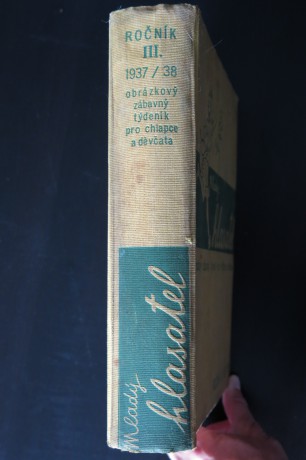 ROČNÍK
III.
1937/38
obrázkový
zábavný
týdeník
pro chlapce
a děvčata
Mladý
hlasatel